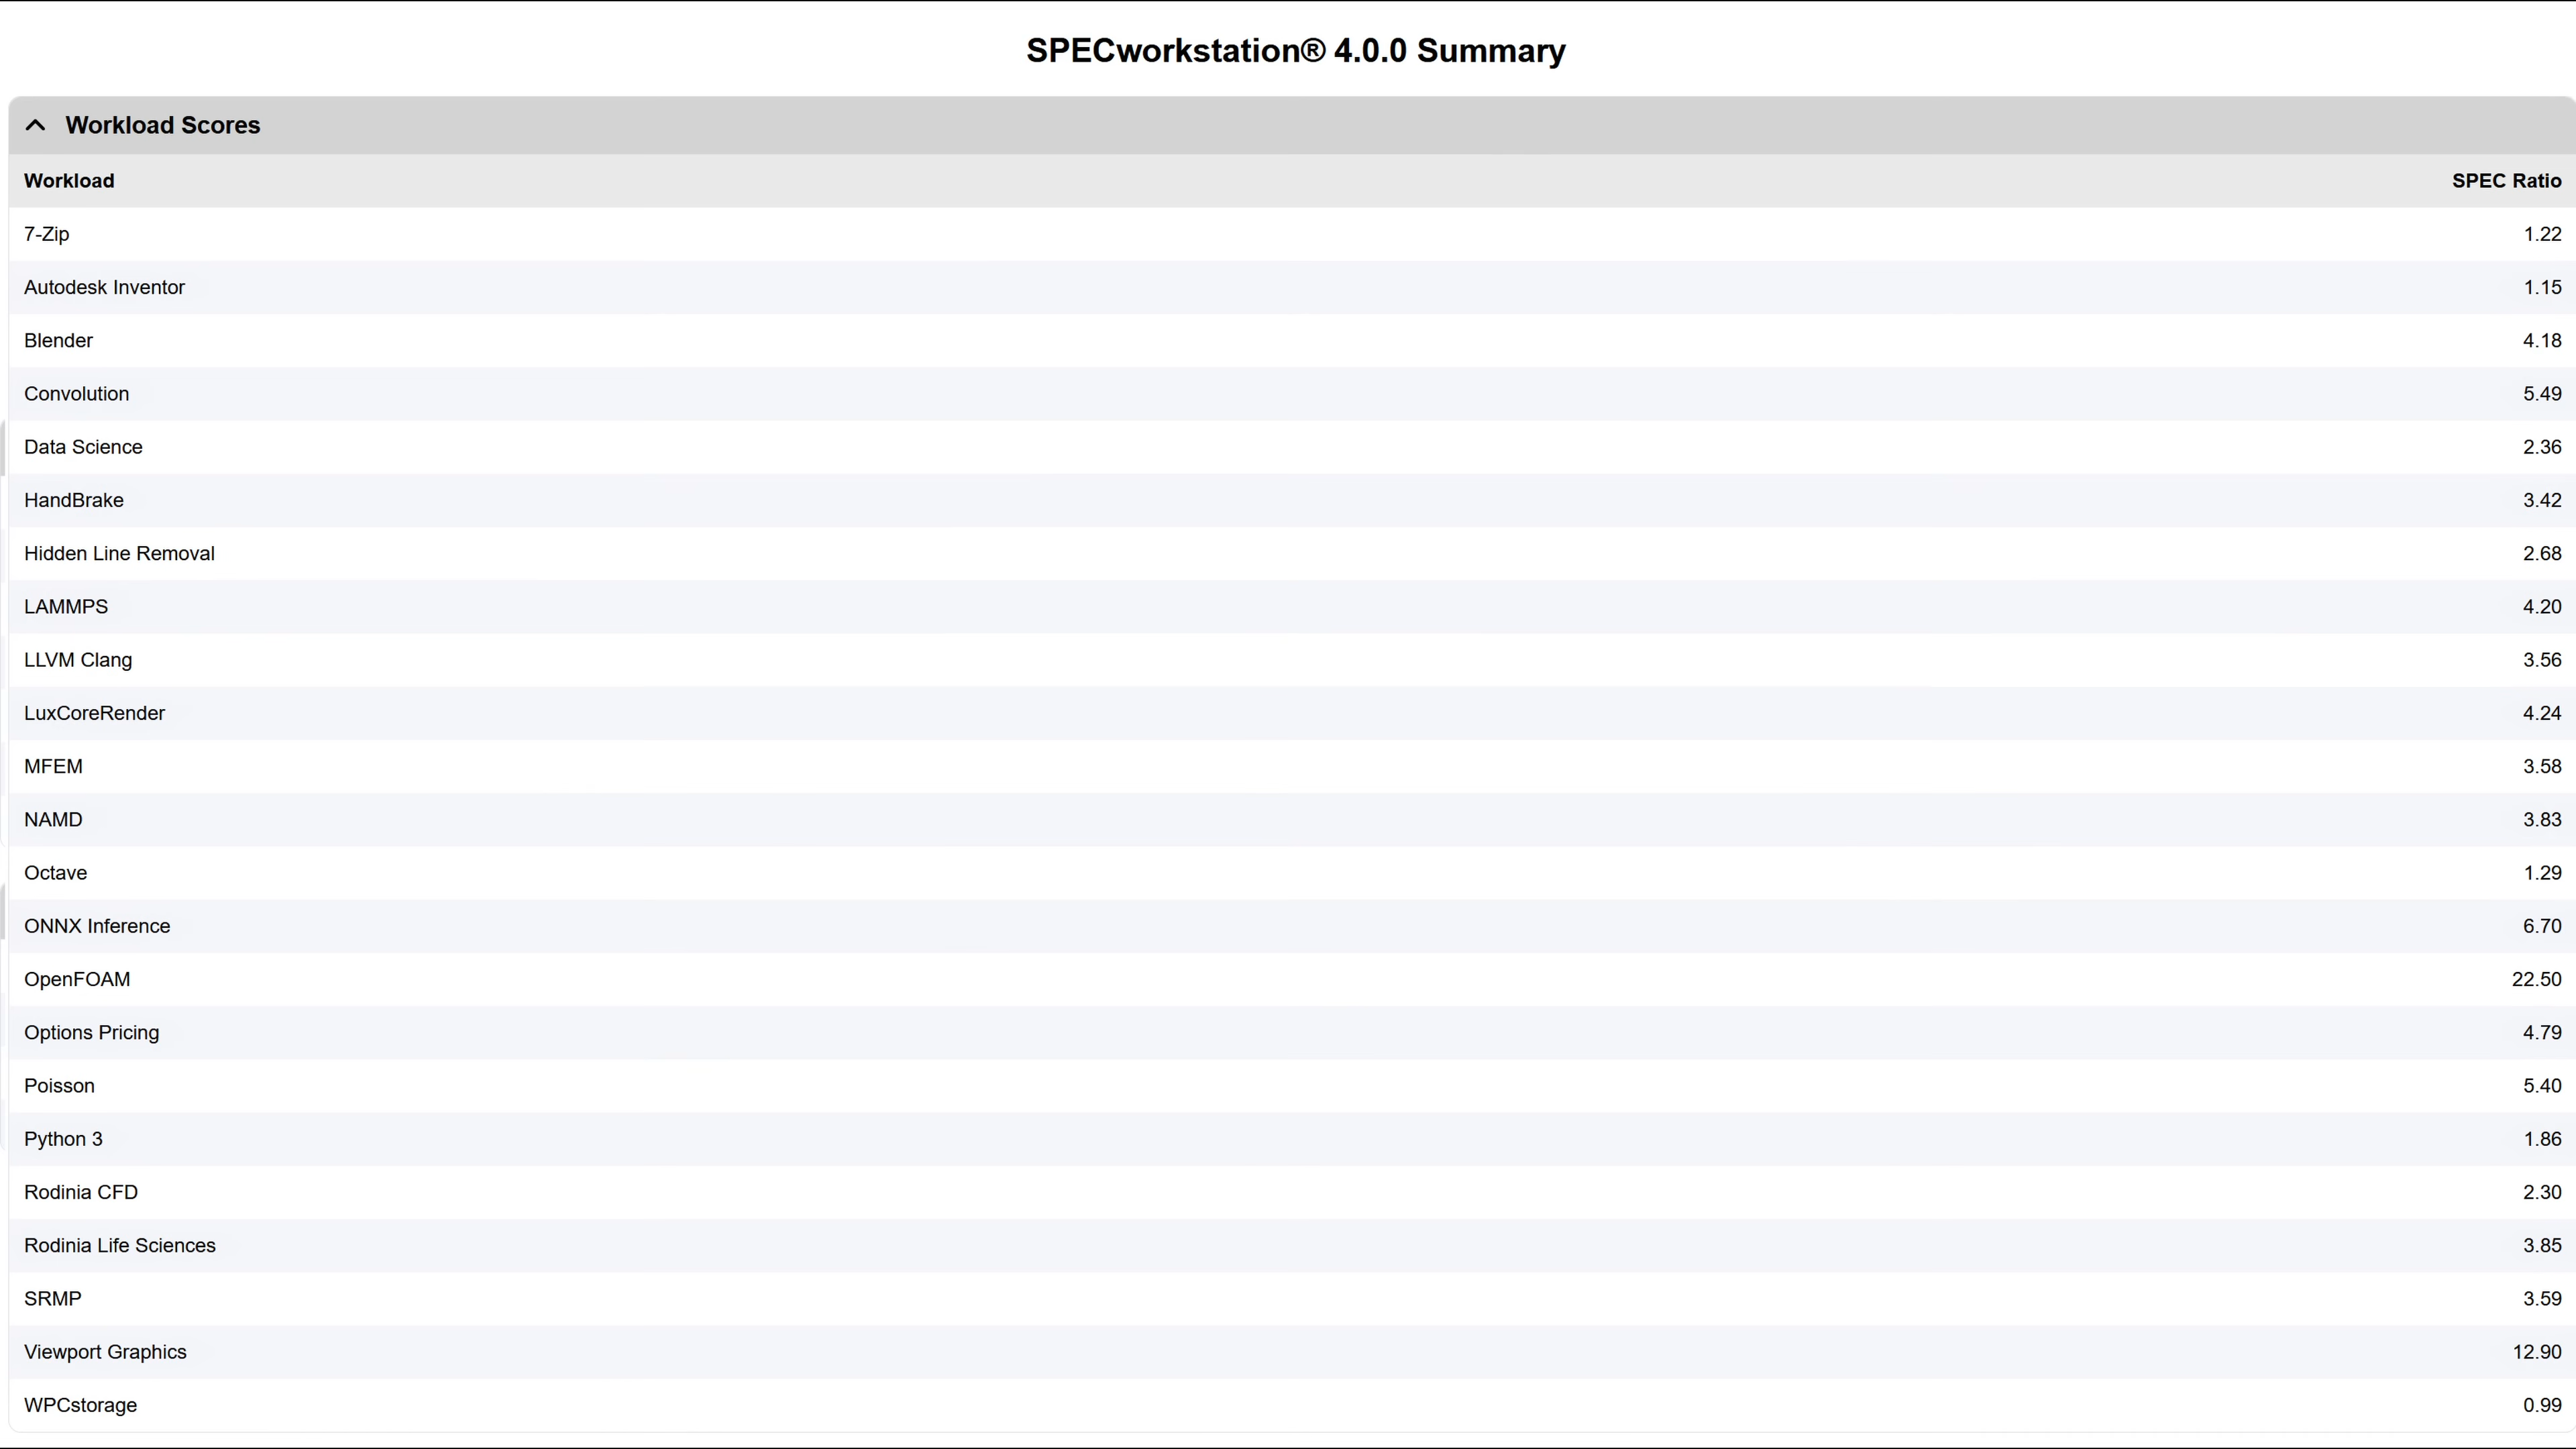 SPECworkstation® 4.0.0 Summary
Workload Scores
Workload SPEC Ratio
7-Zip 1.22
Autodesk Inventor 1.15
Blender 4.18
Convolution 5.49
Data Science 2.36
HandBrake 3.42
Hidden Line Removal 2.68
LAMMPS 4.20
LLVM Clang 3.56
LuxCoreRender 4.24
MFEM 3.58
NAMD 3.83
Octave 1.29
ONNX Inference 6.70
OpenFOAM 22.50
Options Pricing 4.79
Poisson 5.40
Python 3 1.86
Rodinia CFD 2.30
Rodinia Life Sciences 3.85
SRMP 3.59
Viewport Graphics 12.90
WPCstorage 0.99